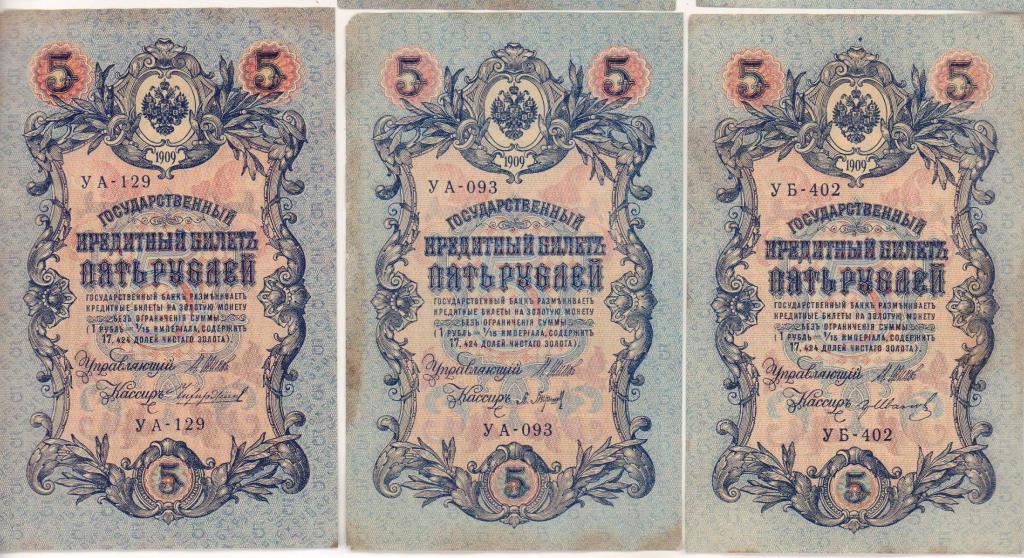 5 5
1909
УА-129
ГОСУДАРСТВЕННЫЙ
КРЕДИТНЫЙ БИЛЕТЪ
ПЯТЬ РУБЛЕЙ
ГОСУДАРСТВЕННЫЙ БАНКЪ РАЗМѢНИВАЕТЪ
КРЕДИТНЫЕ БИЛЕТЫ НА ЗОЛОТУЮ МОНЕТУ
БЕЗЪ ОГРАНИЧЕНІЯ СУММЫ
(1 РУБЛЬ = 1/15 ИМПЕРІАЛА, СОДЕРЖИТЪ
17,424 ДОЛЕЙ ЧИСТАГО ЗОЛОТА).
Управляющій
Кассиръ
УА-129
5
5 5
1909
УА-093
ГОСУДАРСТВЕННЫЙ
КРЕДИТНЫЙ БИЛЕТЪ
ПЯТЬ РУБЛЕЙ
ГОСУДАРСТВЕННЫЙ БАНКЪ РАЗМѢНИВАЕТЪ
КРЕДИТНЫЕ БИЛЕТЫ НА ЗОЛОТУЮ МОНЕТУ
БЕЗЪ ОГРАНИЧЕНІЯ СУММЫ
(1 РУБЛЬ = 1/15 ИМПЕРІАЛА, СОДЕРЖИТЪ
17,424 ДОЛЕЙ ЧИСТАГО ЗОЛОТА).
Управляющій
Кассиръ
УА-093
5
5 5
1909
УБ-402
ГОСУДАРСТВЕННЫЙ
КРЕДИТНЫЙ БИЛЕТЪ
ПЯТЬ РУБЛЕЙ
ГОСУДАРСТВЕННЫЙ БАНКЪ РАЗМѢНИВАЕТЪ
КРЕДИТНЫЕ БИЛЕТЫ НА ЗОЛОТУЮ МОНЕТУ
БЕЗЪ ОГРАНИЧЕНІЯ СУММЫ
(1 РУБЛЬ = 1/15 ИМПЕРІАЛА, СОДЕРЖИТЪ
17,424 ДОЛЕЙ ЧИСТАГО ЗОЛОТА).
Управляющій
Кассиръ
УБ-402
5